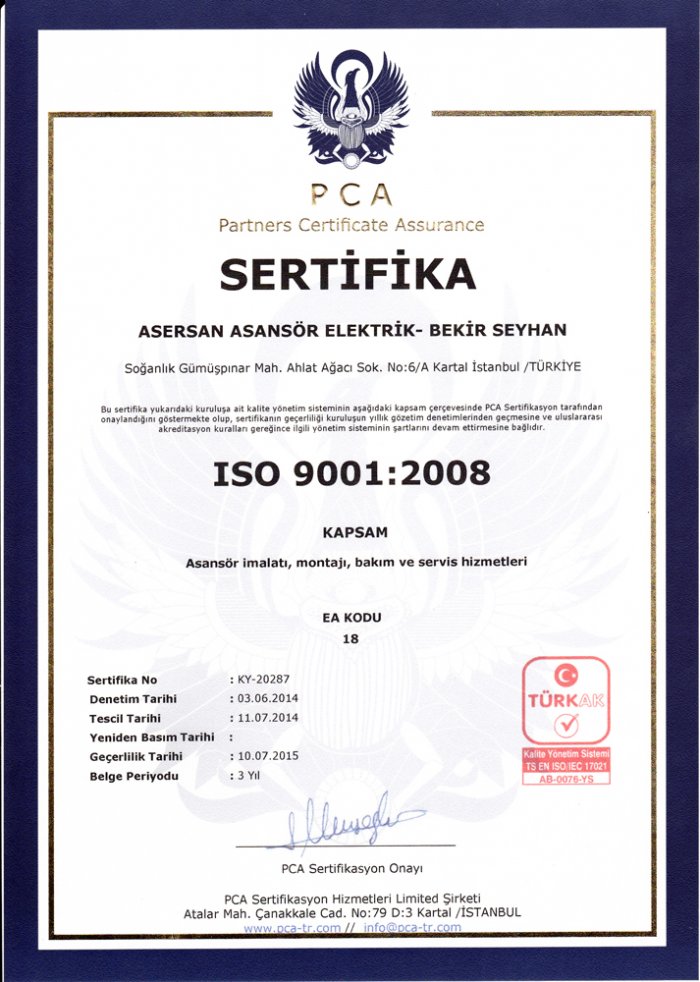 PCA
Partners Certificate Assurance
SERTİFİKA
ASERSAN ASANSÖR ELEKTRİK- BEKİR SEYHAN
Soğanlık Gümüşpınar Mah. Ahlat Ağacı Sok. No:6/A Kartal İstanbul /TÜRKİYE
Bu sertifika yukarıdaki kuruluşa ait kalite yönetim sisteminin aşağıdaki kapsam çerçevesinde PCA Sertifikasyon tarafından
onaylandığını göstermekte olup, sertifikanın geçerliliği kuruluşun yıllık gözetim denetimlerinden geçmesine ve uluslararası
akreditasyon kuralları gereğince ilgili yönetim sisteminin şartlarını devam ettirmesine bağlıdır.
ISO 9001:2008
KAPSAM
Asansör imalatı, montajı, bakım ve servis hizmetleri
EA KODU
18
Sertifika No : KY-20287
Denetim Tarihi : 03.06.2014
Tescil Tarihi : 11.07.2014
Yeniden Basım Tarihi :
Geçerlilik Tarihi : 10.07.2015
Belge Periyodu : 3 Yıl
TÜRKAK
Kalite Yönetim Sistemi
TS EN ISO/IEC 17021
AB-0076-YS
PCA Sertifikasyon Onayı
PCA Sertifikasyon Hizmetleri Limited Şirketi
Atalar Mah. Çanakkale Cad. No:79 D:3 Kartal /İSTANBUL
www.pca-tr.com // info@pca-tr.com